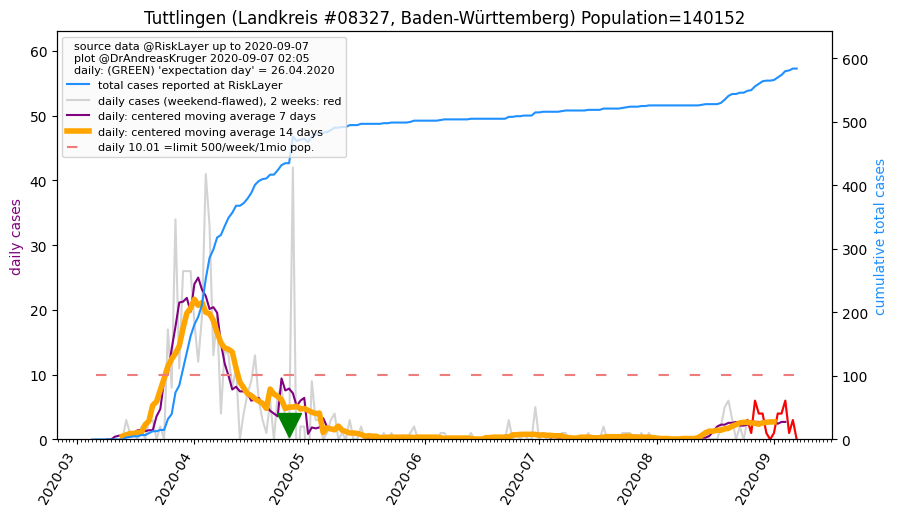 Tuttlingen (Landkreis #08327, Baden-Württemberg) Population=140152
source data @RiskLayer up to 2020-09-07
plot @DrAndreasKruger 2020-09-07 02:05
daily: (GREEN) 'expectation day' = 26.04.2020
total cases reported at RiskLayer
daily cases (weekend-flawed), 2 weeks: red
daily: centered moving average 7 days
daily: centered moving average 14 days
daily 10.01 =limit 500/week/1mio pop.
daily cases
60
50
40
30
20
10
0
cumulative total cases
600
500
400
300
200
100
0
2020-03
2020-04
2020-05
2020-06
2020-07
2020-08
2020-09